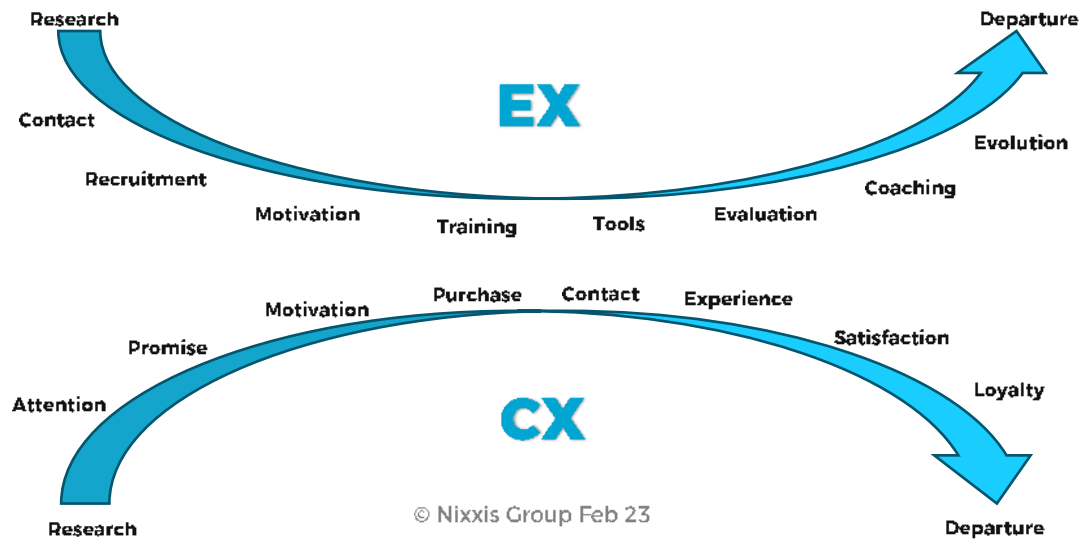 Research
Departure
EX
Contact
Evolution
Recruitment
Coaching
Motivation
Training
Tools
Evaluation
Motivation
Purchase
Contact
Experience
Promise
Satisfaction
Attention
Loyalty
CX
© Nixxis Group Feb 23
Research
Departure